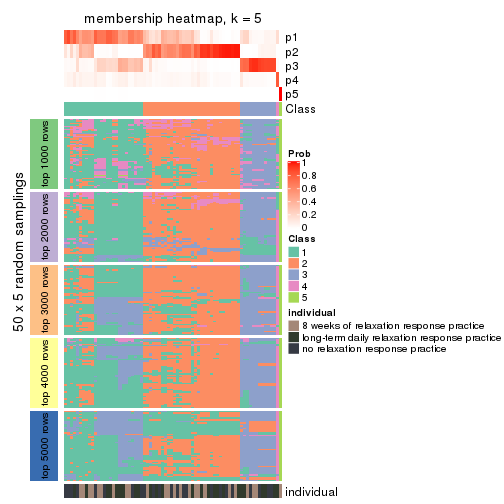 membership heatmap, k = 5
p1
p2
p3
p4
p5
Class
50 x 5 random samplings
top 1000 rows
top 2000 rows
top 3000 rows
top 4000 rows
top 5000 rows
Prob
1
0.8
0.6
0.4
0.2
0
Class
1
2
3
4
5
individual
8 weeks of relaxation response practice
long-term daily relaxation response practice
no relaxation response practice
individual